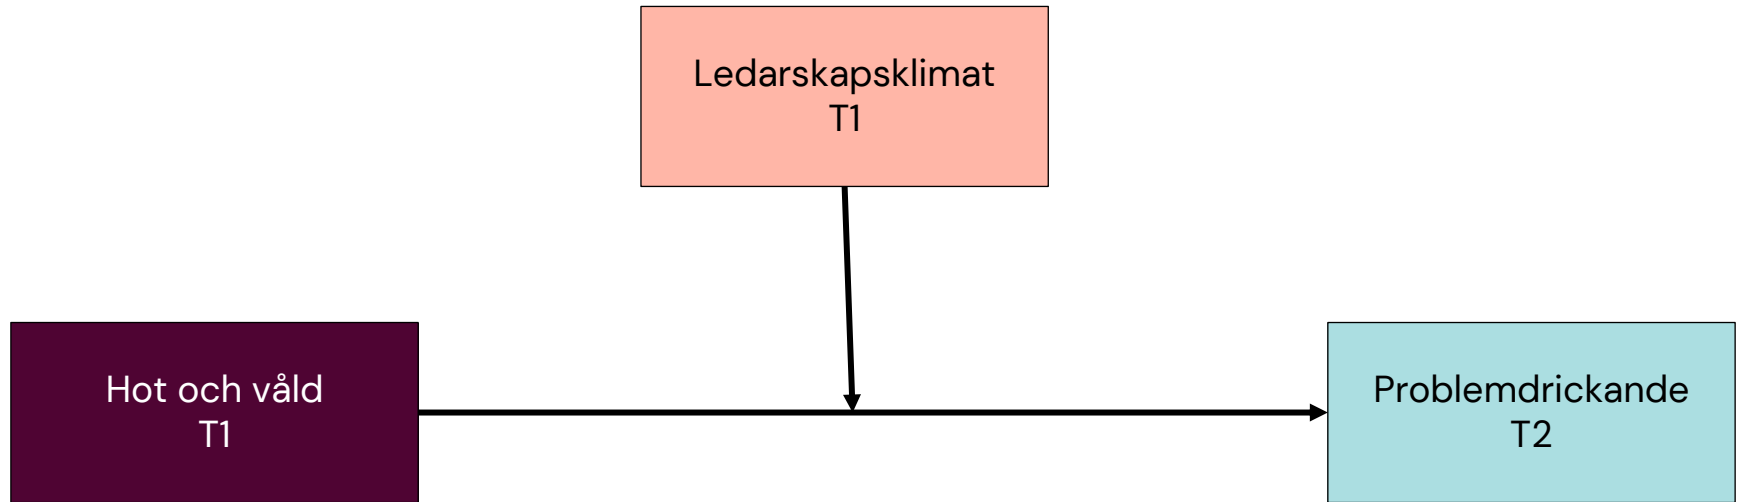 Ledarskapsklimat
T1
Hot och våld
T1
Problemdrickande
T2